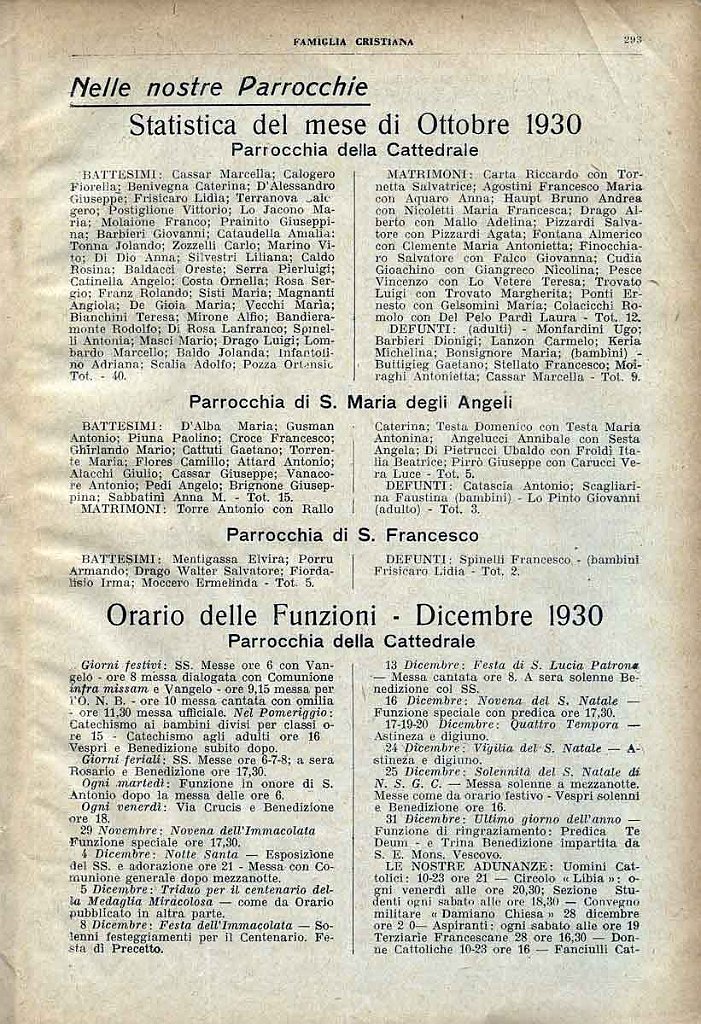 FAMIGLIA CRISTIANA
293
Nelle nostre Parrocchie
Statistica del mese di Ottobre 1930
Parrocchia della Cattedrale
BATTESIMI: Cassar Marcella; Calogero
Fiorella; Benivegna Caterina; D'Alessandro
Giuseppe; Frisicaro Lidia; Terranova
gero; Postiglione Vittorio; Lo Jacono Ma-
ria; Molaione Franco; Prainito Giuseppi-
na; Barbieri Giovanni; Cataudella Amalia;
Tonna Jolando; Zozzelli Carlo; Marino Vi-
to; Di Dio Anna; Silvestri Liliana; Caldo
Rosina; Baldacci Oreste; Serra Pierluigi;
Catinella Angelo; Costa Ornella; Rosa Ser-
gio; Franz Rolando; Sisti Maria; Magnanti
Angiola; De Gioia Maria; Vecchi Maria;
Bianchini Teresa; Mirone Alfio; Bandiera-
monte Rodolfo; Di Rosa Lanfranco; Spinel-
li Antonia; Masci Mario; Drago Luigi; Lom-
bardo Marcello; Baldo Jolanda; Infantoli-
no Adriana; Scalia Adolfo; Pozza Ortensio
Tot. - 40.
MATRIMONI: Carta Riccardo con Tor-
netta Salvatrice; Agostini Francesco Maria
con Aquaro Anna; Haupt Bruno Andrea
con Nicoletti Maria Francesca; Drago Al-
berto con Mallo Adelina; Pizzardi Salva-
tore con Pizzardi Agata; Fontana Almerico
con Clemente Maria Antonietta; Finocchia-
ro Salvatore con Falco Giovanna; Cudia
Gioachino con Giangreco Nicolina; Pesce
Vincenzo con Lo Vetere Teresa; Trovato
Luigi con Trovato Margherita; Ponti Er-
nesto con Gelsomini Maria; Colacicchi Ro-
molo con Del Pelo Pardi Laura - Tot. 12.
DEFUNTI: (adulti) - Monfardini Ugo;
Barbieri Dionigi; Lanzon Carmelo; Keria
Michelina; Bonsignore Maria; (bambini) -
Buttigieg Gaetano; Stellato Francesco; Moi-
raghi Antonietta; Cassar Marcella - Tot. 9.
Parrocchia di S. Maria degli Angeli
BATTESIMI: D'Alba Maria; Gusman
Antonio; Piuna Paolino; Croce Francesco;
Ghirlando Mario; Cattuti Gaetano; Torren-
te Maria; Flores Camillo; Attard Antonio;
Alacchi Giulio; Cassar Giuseppe; Vanaco-
re Antonio; Pedi Angelo; Brignone Giusep-
pina; Sabbatini Anna M. - Tot. 15.
MATRIMONI: Torre Antonio con Rallo
Caterina; Testa Domenico con Testa Maria
Antonina; Angelucci Annibale con Sesta
Angela; Di Pietrucci Ubaldo con Froldi Ita-
lia Beatrice; Pirrò Giuseppe con Carucci Ve-
ra Luce - Tot. 5.
DEFUNTI: Catascia Antonio; Scagliari-
na Faustina (bambini) - Lo Pinto Giovanni
(adulto) - Tot. 3.
Parrocchia di S. Francesco
BATTESIMI: Mentigassa Elvira; Porru
Armando; Drago Walter Salvatore; Fiorda-
lisio Irma; Moccero Ermelinda - Tot. 5.
DEFUNTI: Spinelli Francesco - (bambini
Frisicaro Lidia - Tot. 2.
Orario delle Funzioni - Dicembre 1930
Parrocchia della Cattedrale
Giorni festivi: SS. Messe ore 6 con Van-
gelo - ore 8 messa dialogata con Comunione
infra missam e Vangelo - ore 9,15 messa per
l'O. N. B. - ore 10 messa cantata con omilia
- ore 11,30 messa ufficiale. Nel Pomeriggio:
Catechismo ai bambini divisi per classi o-
re 15 - Catechismo agli adulti ore 16
Vespri e Benedizione subito dopo.
Giorni feriali: SS. Messe ore 6-7-8; a sera
Rosario e Benedizione ore 17,30.
Ogni martedì: Funzione in onore di S.
Antonio dopo la messa delle ore 6.
Ogni venerdì: Via Crucis e Benedizione
ore 18.
29 Novembre: Novena dell'Immacolata
Funzione speciale ore 17,30.
4 Dicembre: Notte Santa — Esposizione
del SS. e adorazione ore 21 - Messa con Co-
munione generale dopo mezzanotte.
5 Dicembre: Triduo per il centenario del-
la Medaglia Miracolosa — come da Orario
pubblicato in altra parte.
8 Dicembre: Festa dell'Immacolata — So-
lenni festeggiamenti per il Centenario. Fe-
sta di Precetto.
13 Dicembre: Festa di S. Lucia Patrona
— Messa cantata ore 8. A sera solenne Be-
nedizione col SS.
16 Dicembre: Novena del S. Natale —
Funzione speciale con predica ore 17,30.
17-19-20 Dicembre: Quattro Tempora —
Astineza e digiuno.
24 Dicembre: Vigilia del S. Natale — A-
stineza e digiuno.
25 Dicembre: Solennità del S. Natale di
N. S. G. C. — Messa solenne a mezzanotte.
Messe come da orario festivo - Vespri solenni
e Benedizione ore 16.
31 Dicembre: Ultimo giorno dell'anno —
Funzione di ringraziamento: Predica Te
Deum - e Trina Benedizione impartita da
S. E. Mons. Vescovo.
LE NOSTRE ADUNANZE: Uomini Cat-
tolici: 10-23 ore 21 — Circolo « Libia »: o-
gni venerdì alle ore 20,30; Sezione Stu-
denti ogni sabato alle ore 18,30 — Convegno
militare « Damiano Chiesa » 28 dicembre
ore 2 0— Aspiranti: ogni sabato alle ore 19
Terziarie Francescane 28 ore 16,30 — Don-
ne Cattoliche 10-23 ore 16 — Fanciulli Cat-